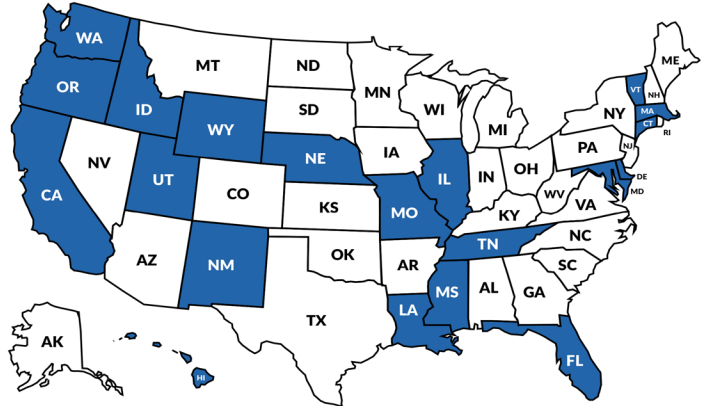 WA
MT
ND
MN
ME
OR
ID
SD
WI
VT
NH
WY
MI
NY
MA
CT
RI
NV
NE
IA
PA
NJ
UT
CO
IL
IN
OH
DE
MD
CA
KS
MO
WV
VA
KY
AZ
NM
OK
AR
TN
NC
SC
TX
LA
MS
AL
GA
AK
HI
FL